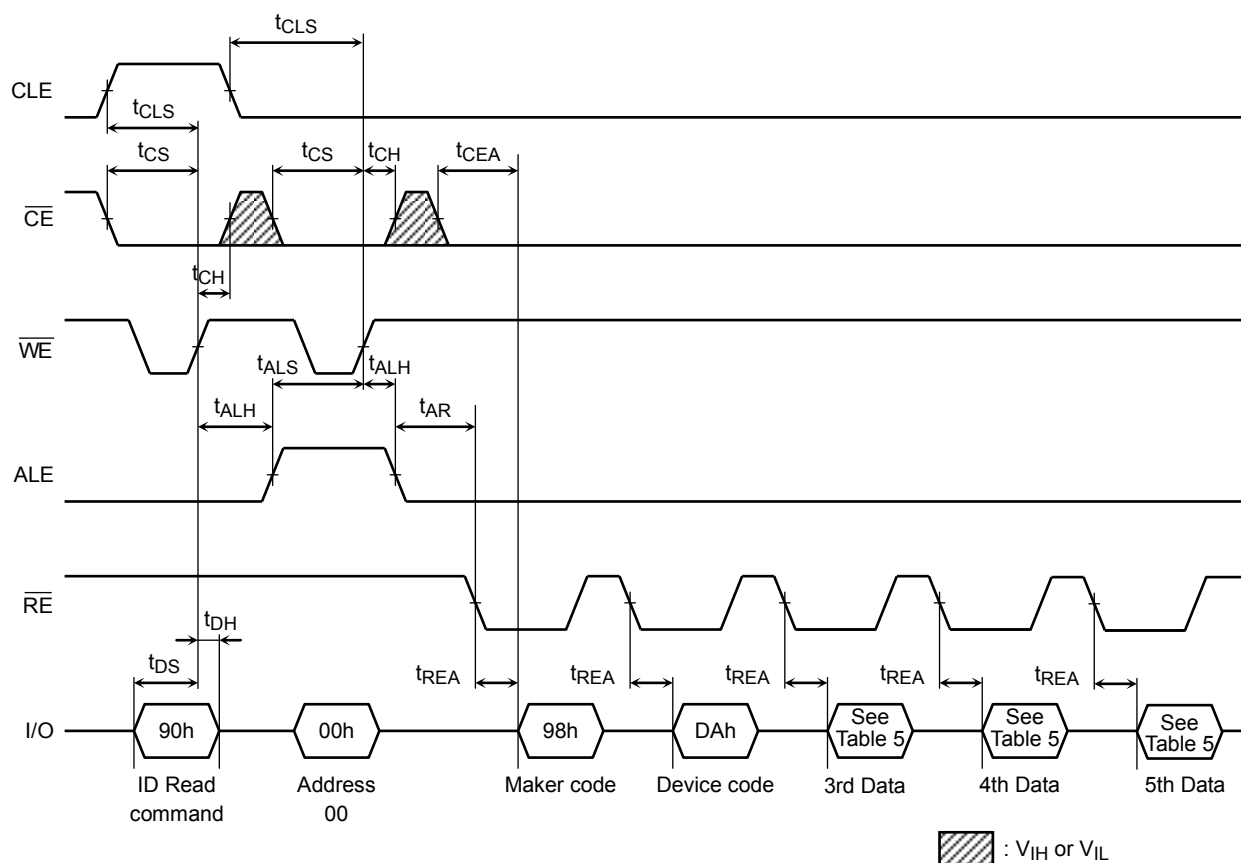 tCLS
CLE
tCLS
tCS
tCS
tCH
tCEA
CE
tCH
WE
tALS
tALH
tALH
tAR
ALE
RE
tDH
tDS
tREA
tREA
tREA
tREA
tREA
I/O
90h
00h
98h
DAh
See
Table 5
See
Table 5
See
Table 5
ID Read
command
Address
00
Maker code
Device code
3rd Data
4th Data
5th Data
: VIH or VIL